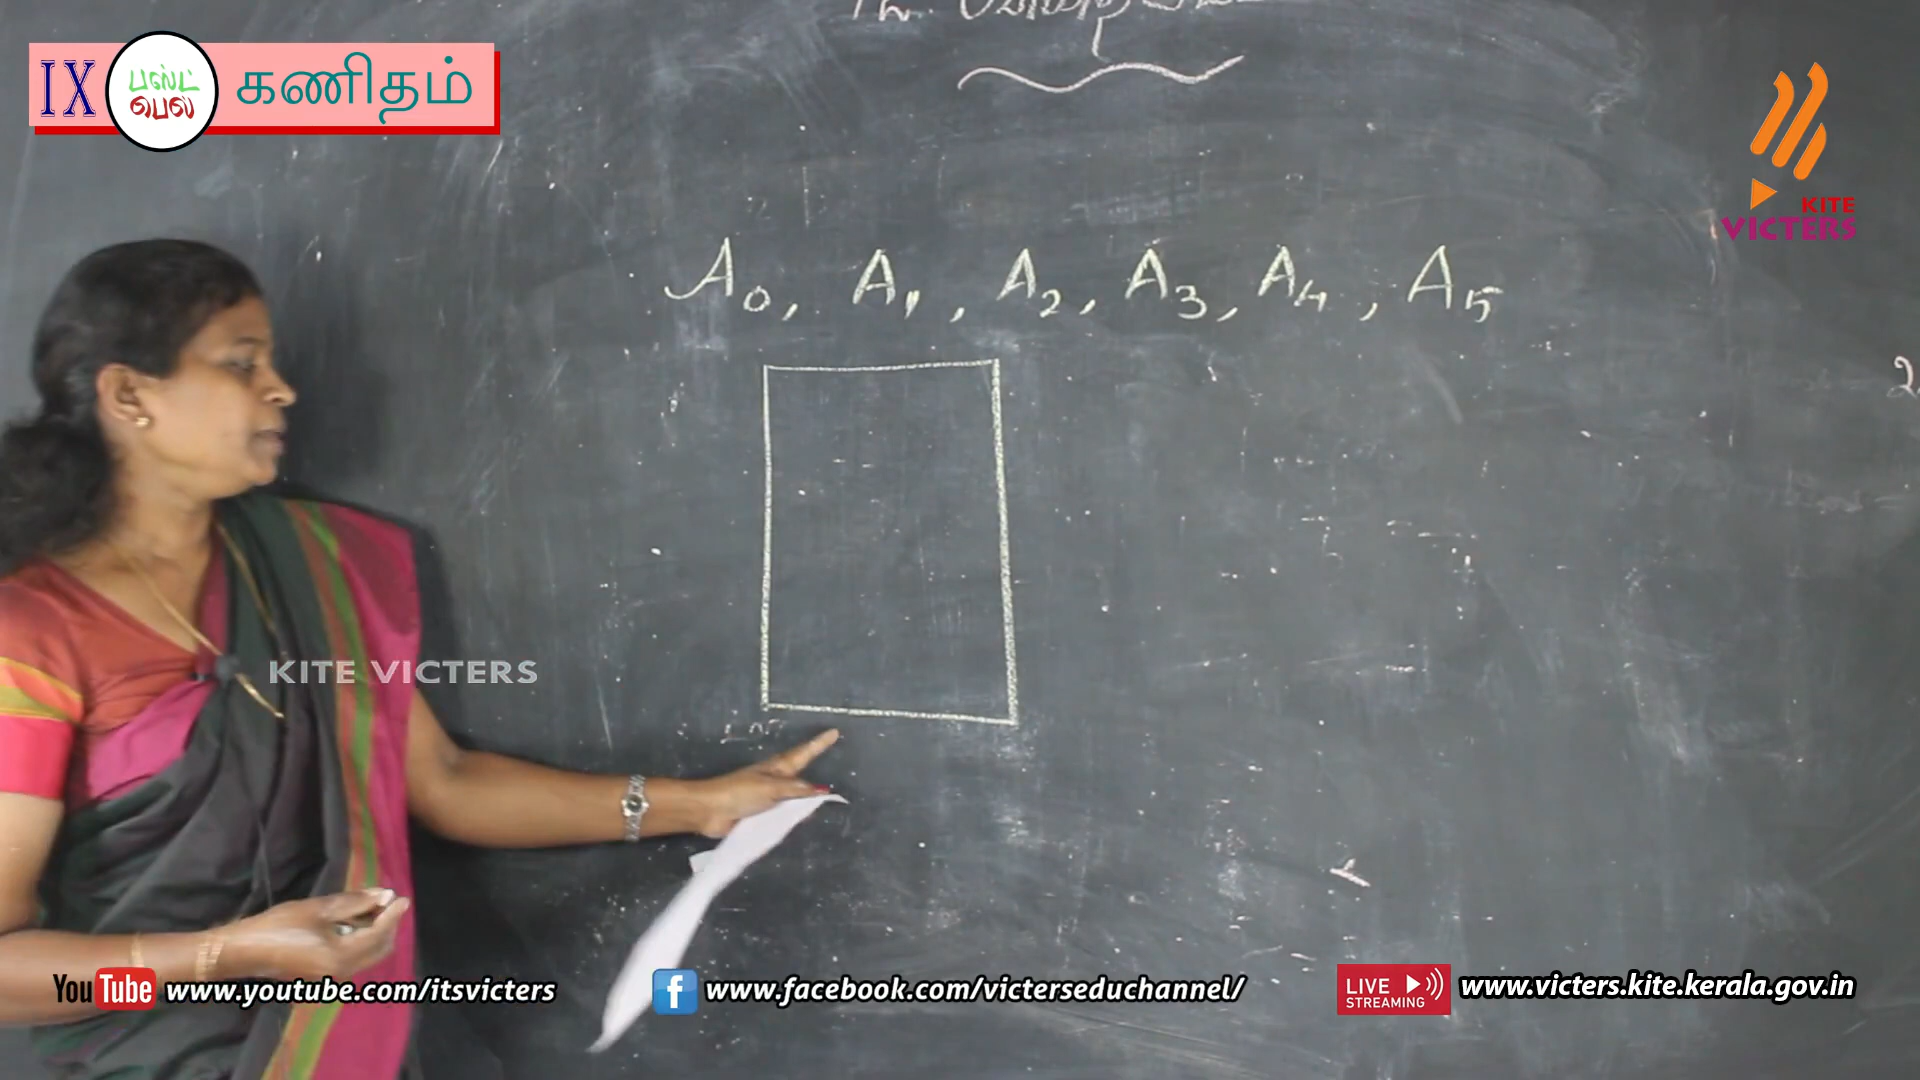 IX பஸ்ட் பெல் கணிதம்
KITE VICTERS
A₀, A₁, A₂, A₃, A₄, A₅
KITE VICTERS
YouTube www.youtube.com/itsvicters
f www.facebook.com/victerseduchannel/
LIVE STREAMING www.victers.kite.kerala.gov.in